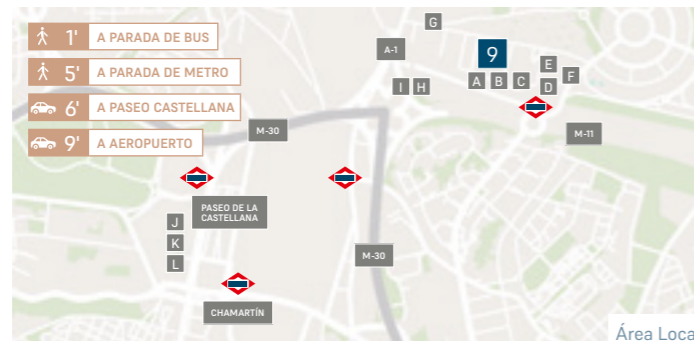 1' A PARADA DE BUS
5' A PARADA DE METRO
6' A PASEO CASTELLANA
9' A AEROPUERTO
G
A-1
9
E
F
I H
A B C D
M-30
M-11
PASEO DE LA
CASTELLANA
J
K
L
M-30
CHAMARTÍN
Área Loca